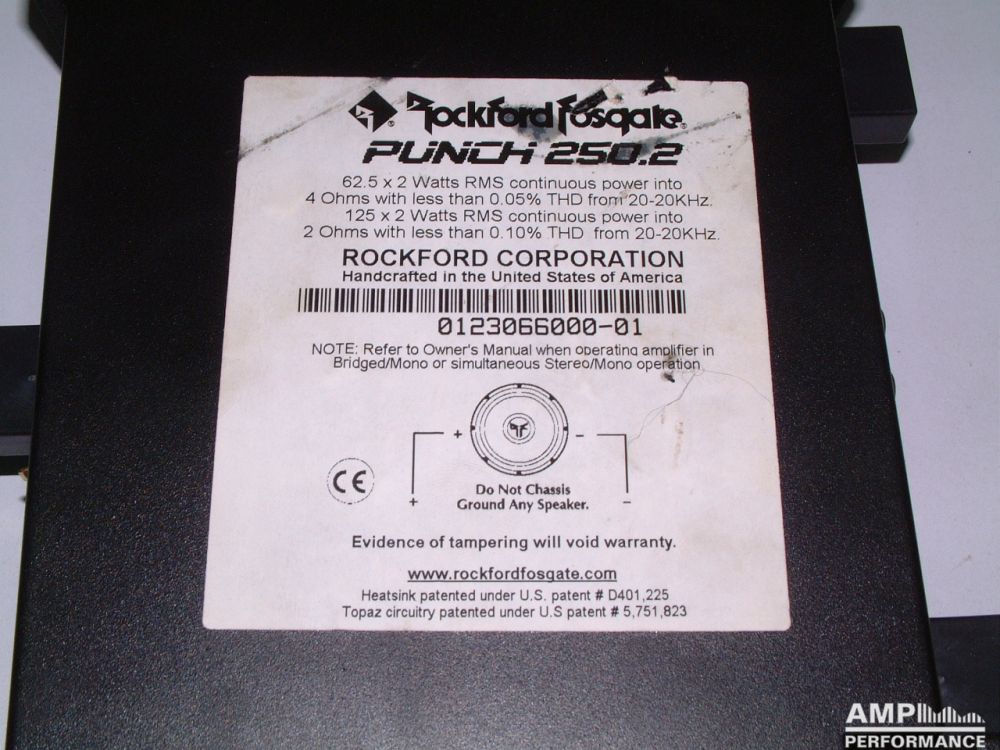 Rockford Fosgate®
PUNCH 250.2
62.5 x 2 Watts RMS continuous power into
4 Ohms with less than 0.05% THD from 20-20KHz.
125 x 2 Watts RMS continuous power into
2 Ohms with less than 0.10% THD from 20-20KHz.
ROCKFORD CORPORATION
Handcrafted in the United States of America
0123066000-01
NOTE: Refer to Owner's Manual when operating amplifier in
Bridged/Mono or simultaneous Stereo/Mono operation
+ −
CE
+ −
Do Not Chassis
Ground Any Speaker.
Evidence of tampering will void warranty.
www.rockfordfosgate.com
Heatsink patented under U.S. patent # D401,225
Topaz circuitry patented under U.S patent # 5,751,823
AMP
PERFORMANCE